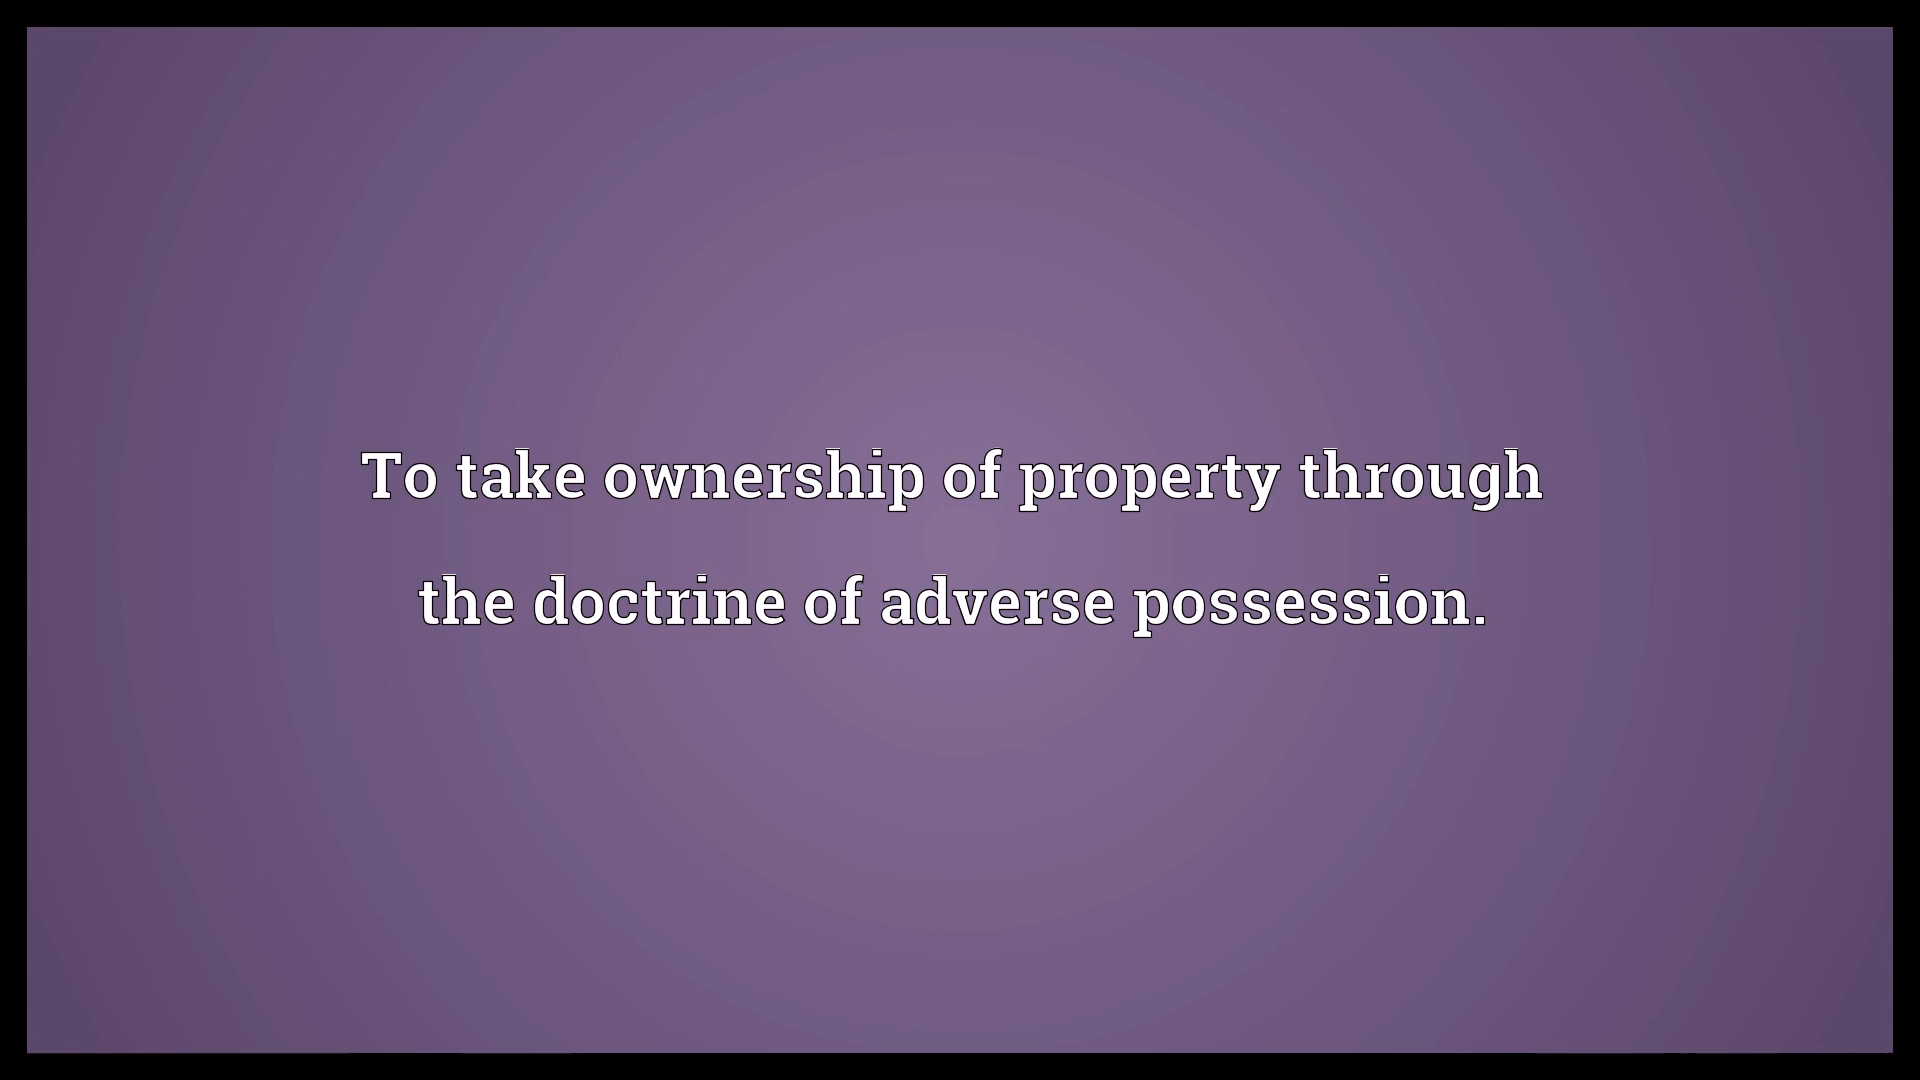 To take ownership of property through
the doctrine of adverse possession.